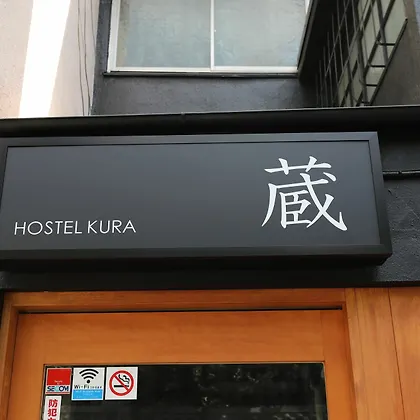 蔵
HOSTEL KURA
SECOM
Wi-Fi
防犯